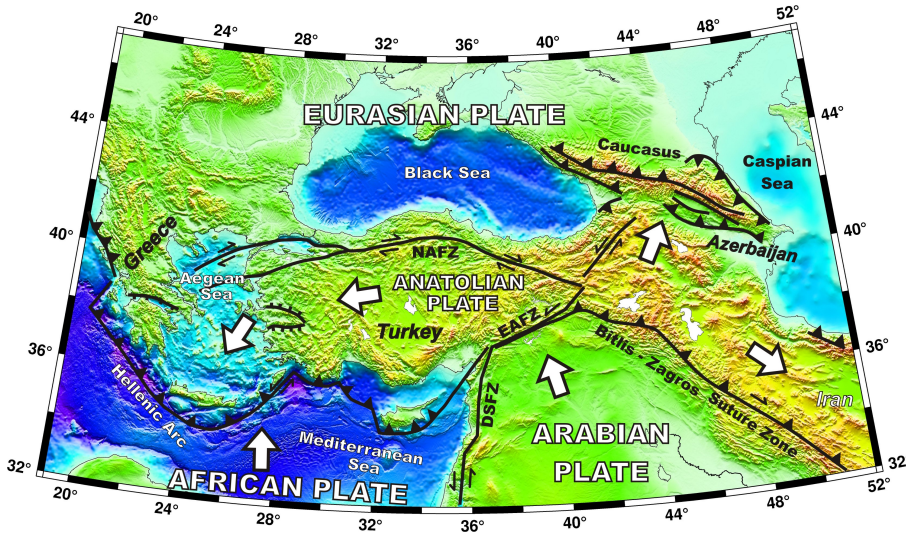 20°
24°
28°
32°
36°
40°
44°
48°
52°
44°
44°
EURASIAN PLATE
Caucasus
Caspian
Sea
Black Sea
40°
40°
Greece
Azerbaijan
NAFZ
Aegean
Sea
ANATOLIAN
PLATE
EAFZ
Turkey
36°
36°
Bitlis - Zagros Suture Zone
Hellenic Arc
DSFZ
Iran
ARABIAN
PLATE
Mediterranean
Sea
AFRICAN PLATE
32°
32
20°
24°
28°
32°
36°
40°
44°
48°
52°